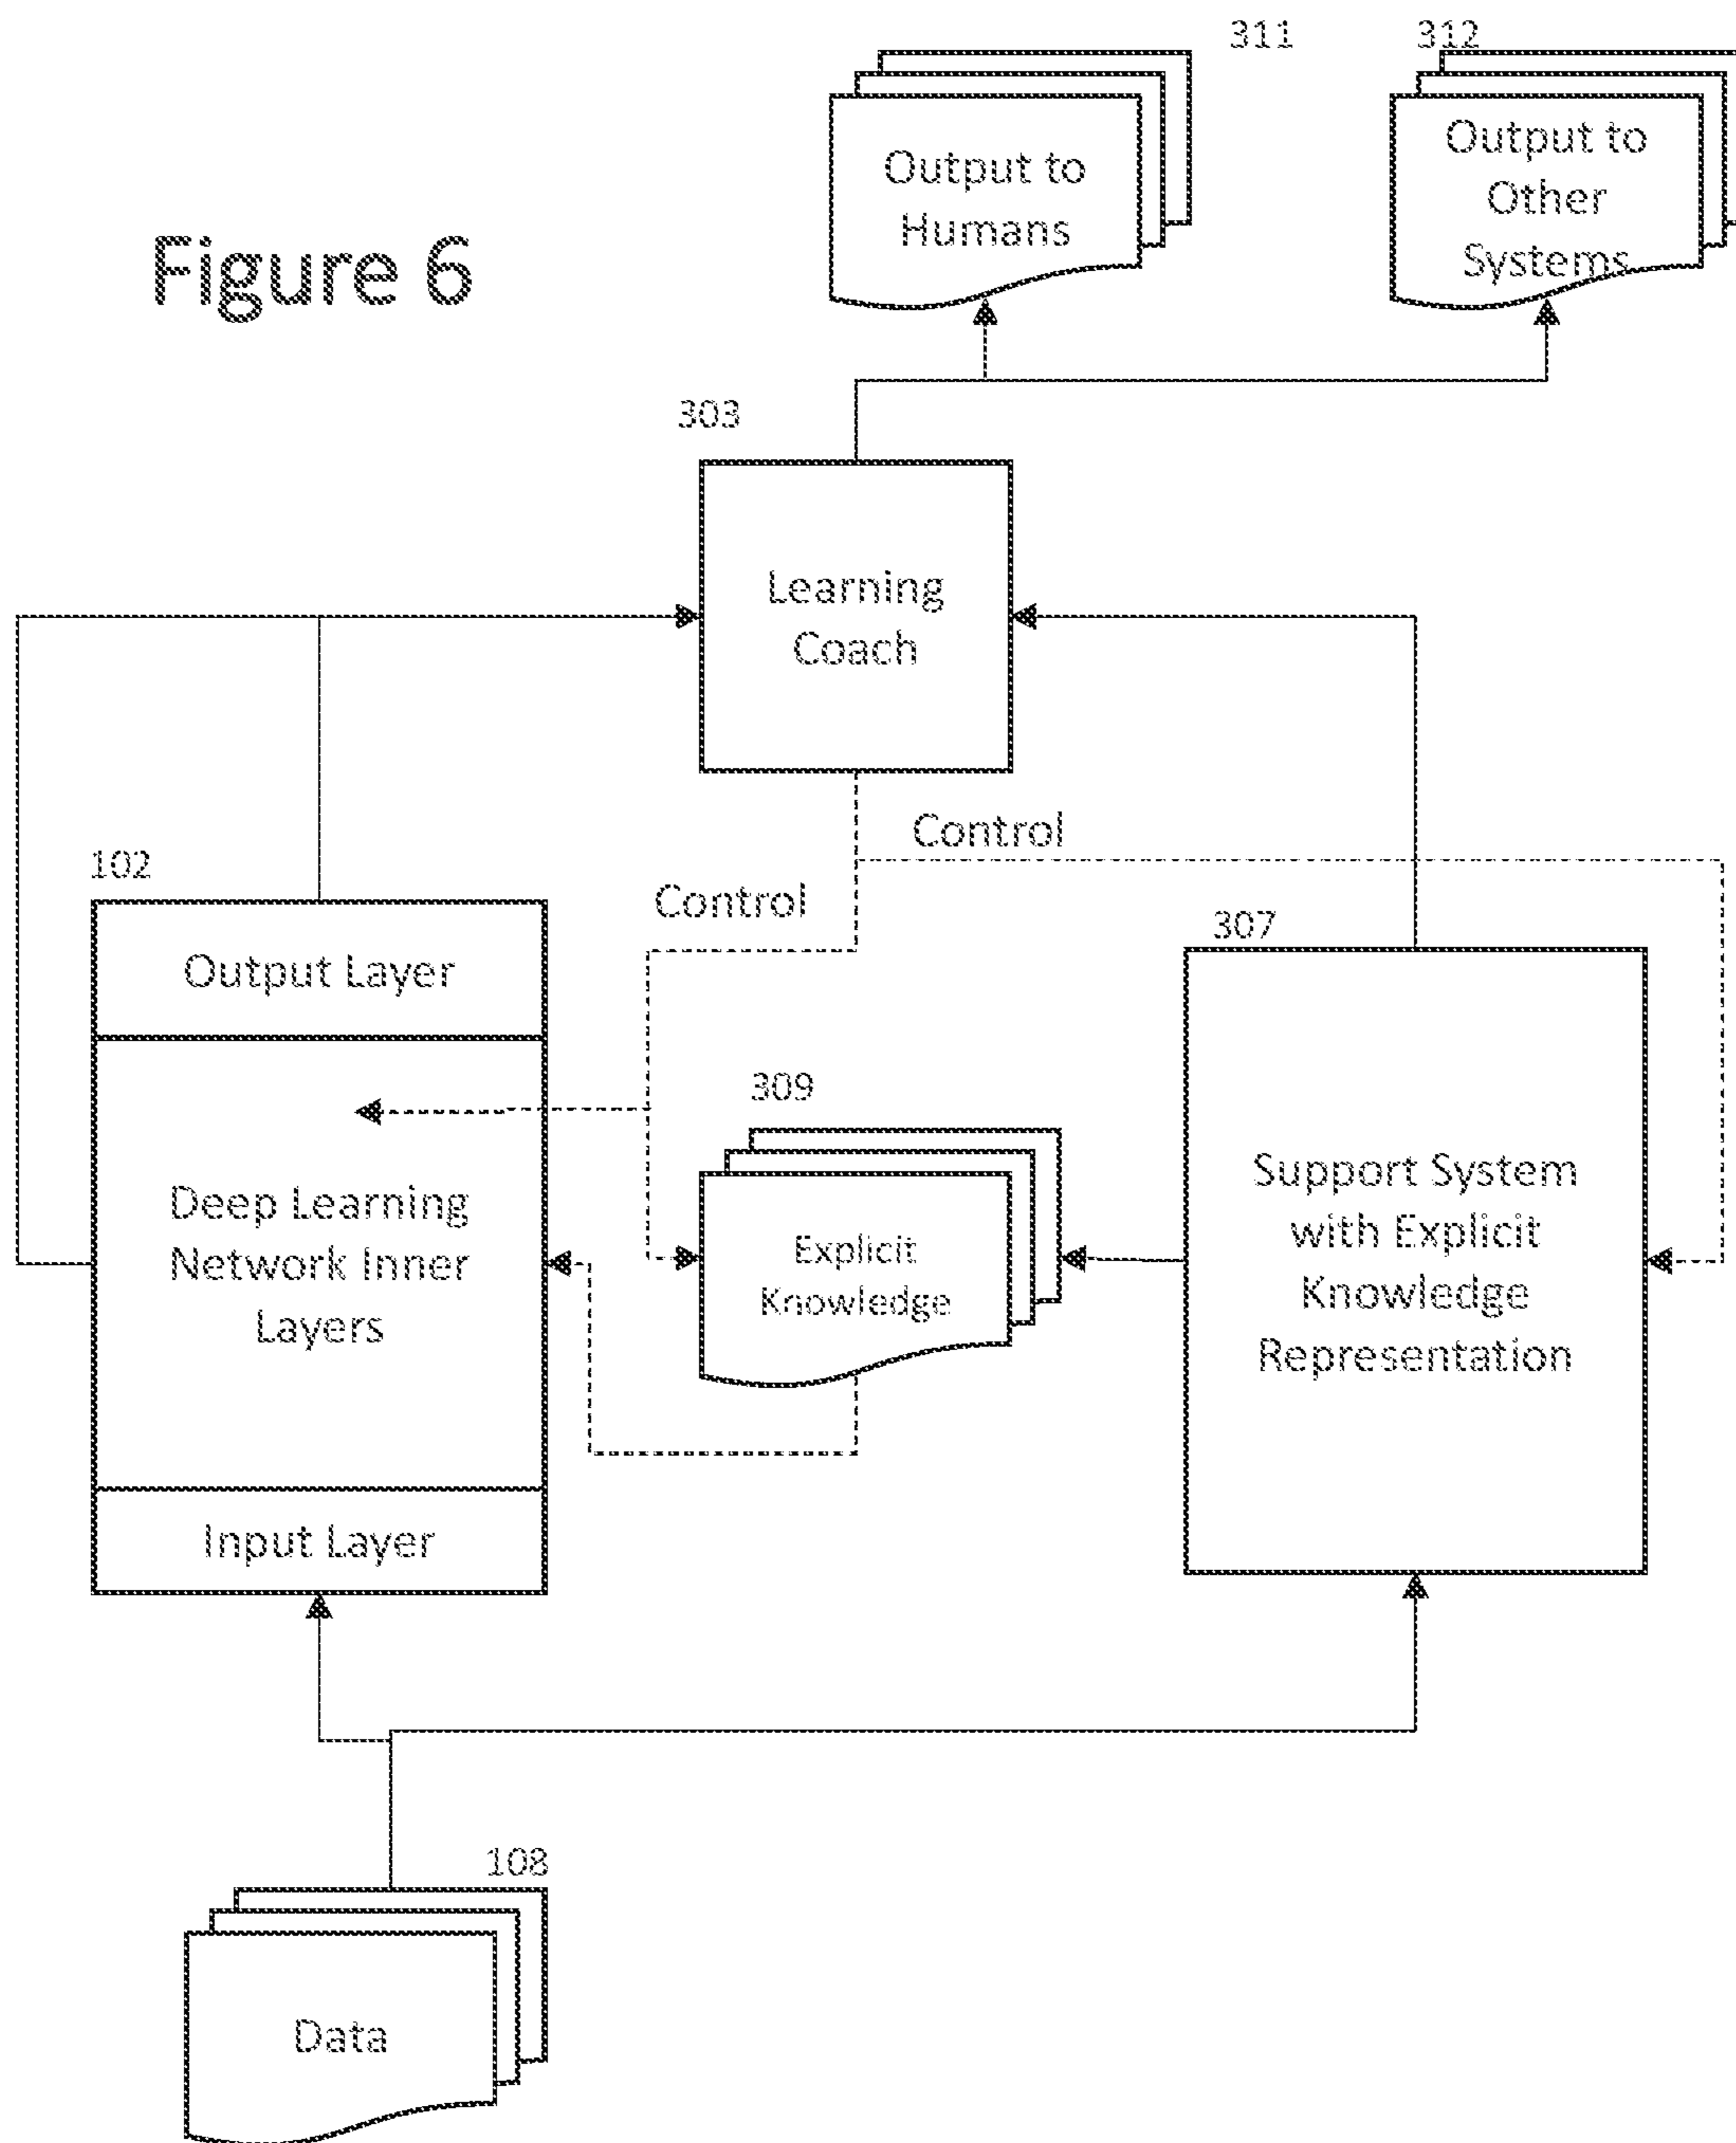 311
312
Output to
Humans
Output to
Other
Systems
Figure 6
303
Learning
Coach
Control
Control
102
307
Output Layer
309
Deep Learning
Network Inner
Layers
Explicit
Knowledge
Support System
with Explicit
Knowledge
Representation
Input Layer
108
Data